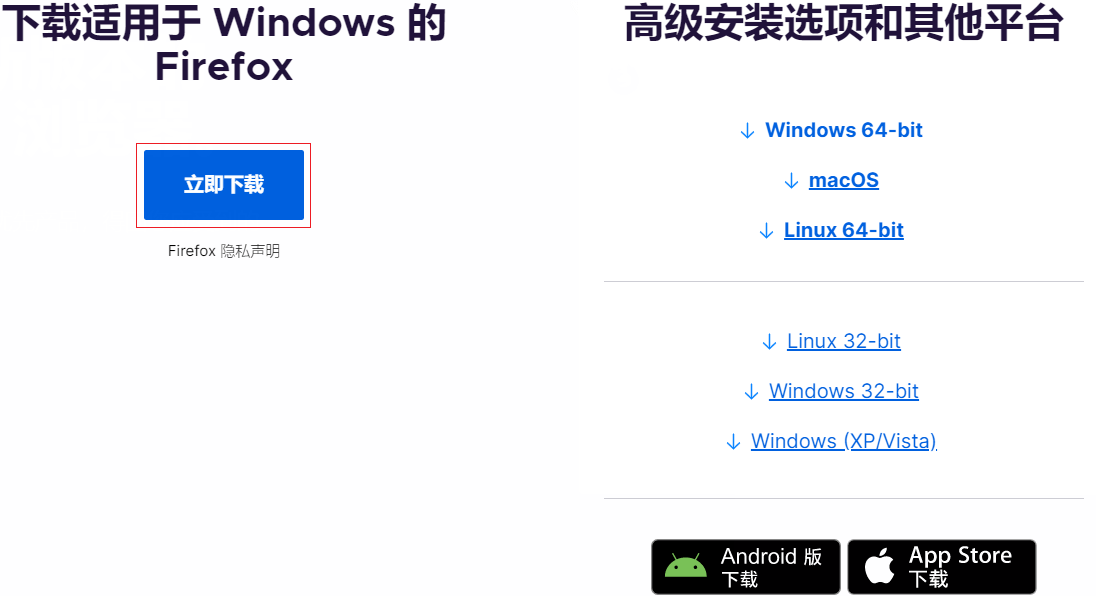 下载适用于 Windows 的
Firefox
立即下载
Firefox 隐私声明
高级安装选项和其他平台
Windows 64-bit
macOS
Linux 64-bit
Linux 32-bit
Windows 32-bit
Windows (XP/Vista)
Android 版
下载
App Store
下载